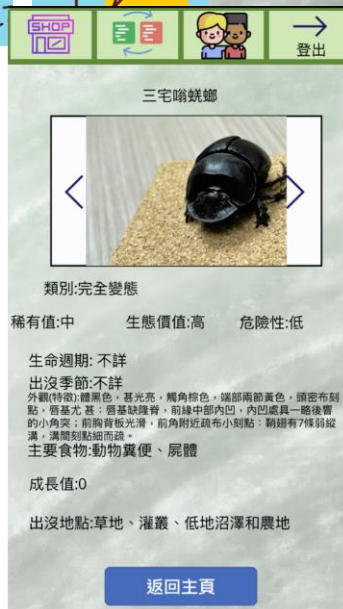 SHOP
登出
三宅嗡蜣螂
類別:完全變態
稀有值:中 生態價值:高 危險性:低
生命週期: 不詳
出沒季節:不詳
外觀(特徵):體黑色，甚光亮，觸角棕色，端部兩節黃色，頭密布刻
點，唇基尤 甚：唇基缺隆脊，前緣中部內凹，內凹處具一略後響
的小角突；前胸背板光滑，前角附近疏布小刻點：鞘翅有7條弱縱
溝，溝間刻點細而疏。
主要食物:動物糞便、屍體
成長值:0
出沒地點:草地、灌叢、低地沼澤和農地
返回主頁